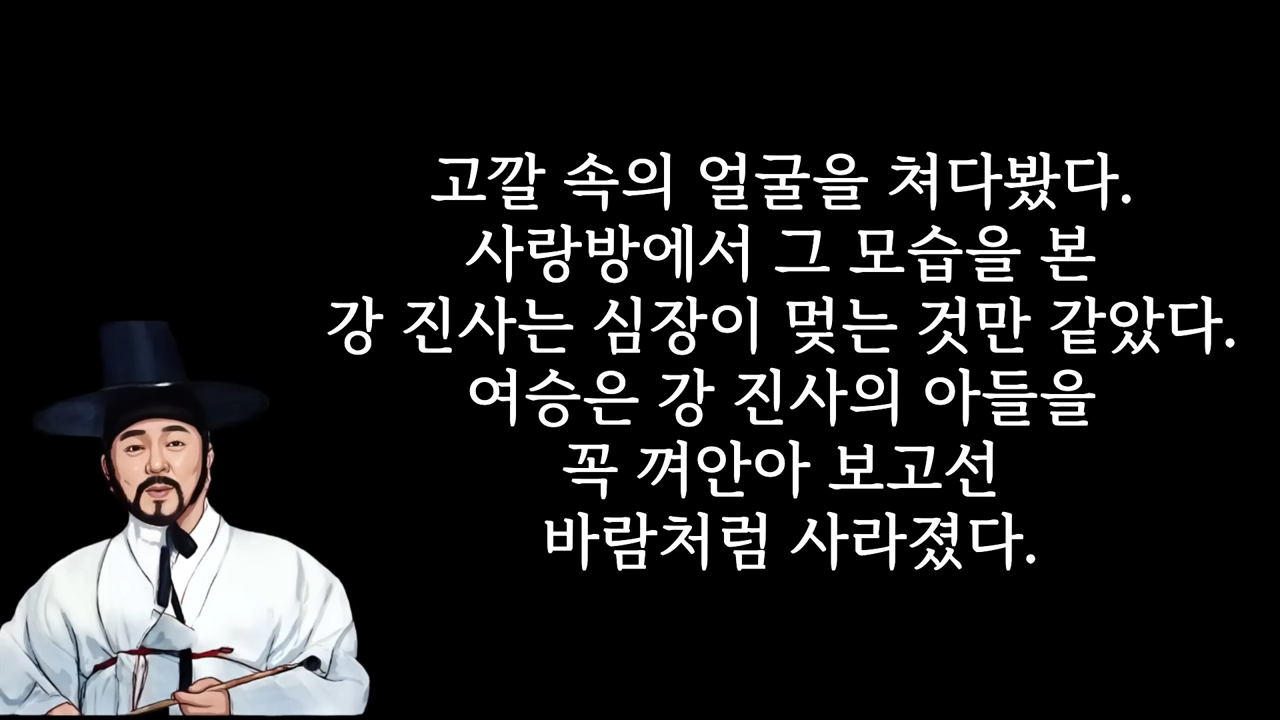 고깔 속의 얼굴을 쳐다봤다.
사랑방에서 그 모습을 본
강 진사는 심장이 멎는 것만 같았다.
여승은 강 진사의 아들을
꼭 껴안아 보고선
바람처럼 사라졌다.